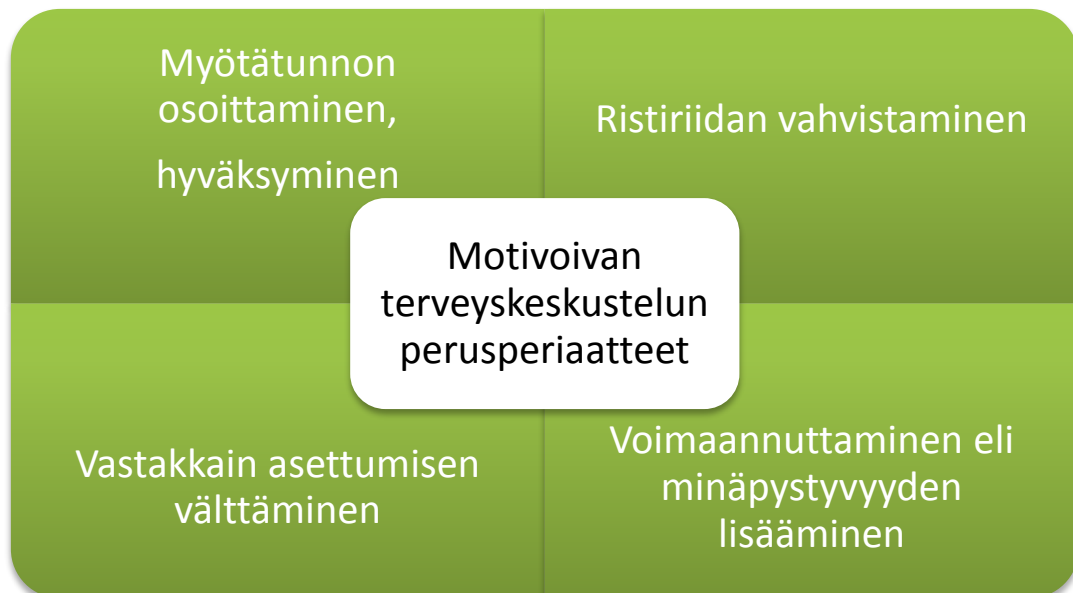 Myötätunnon
osoittaminen,
hyväksyminen
Ristiriidan vahvistaminen
Motivoivan
terveyskeskustelun
perusperiaatteet
Vastakkain asettumisen
välttäminen
Voimaannuttaminen eli
minäpystyvyyden
lisääminen